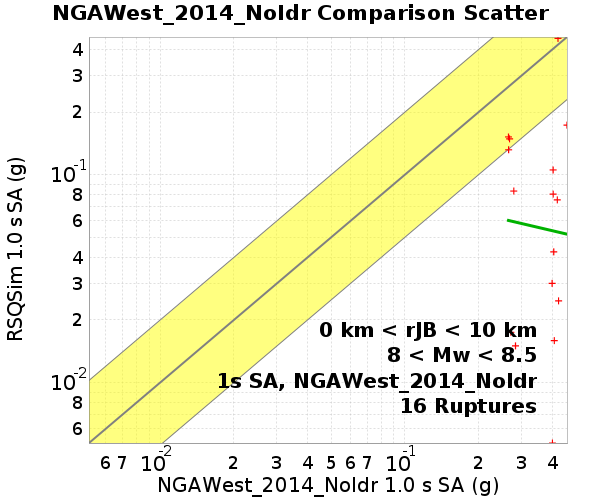 NGAWest_2014_NoIdr Comparison Scatter
RSQSim 1.0 s SA (g)
4
3
2
10-1
8
6
4
3
2
10-2
8
6
0 km < rJB < 10 km
8 < Mw < 8.5
1s SA, NGAWest_2014_NoIdr
16 Ruptures
6 7 10-2 2 3 4 5 6 7 10-1 2 3 4
NGAWest_2014_NoIdr 1.0 s SA (g)